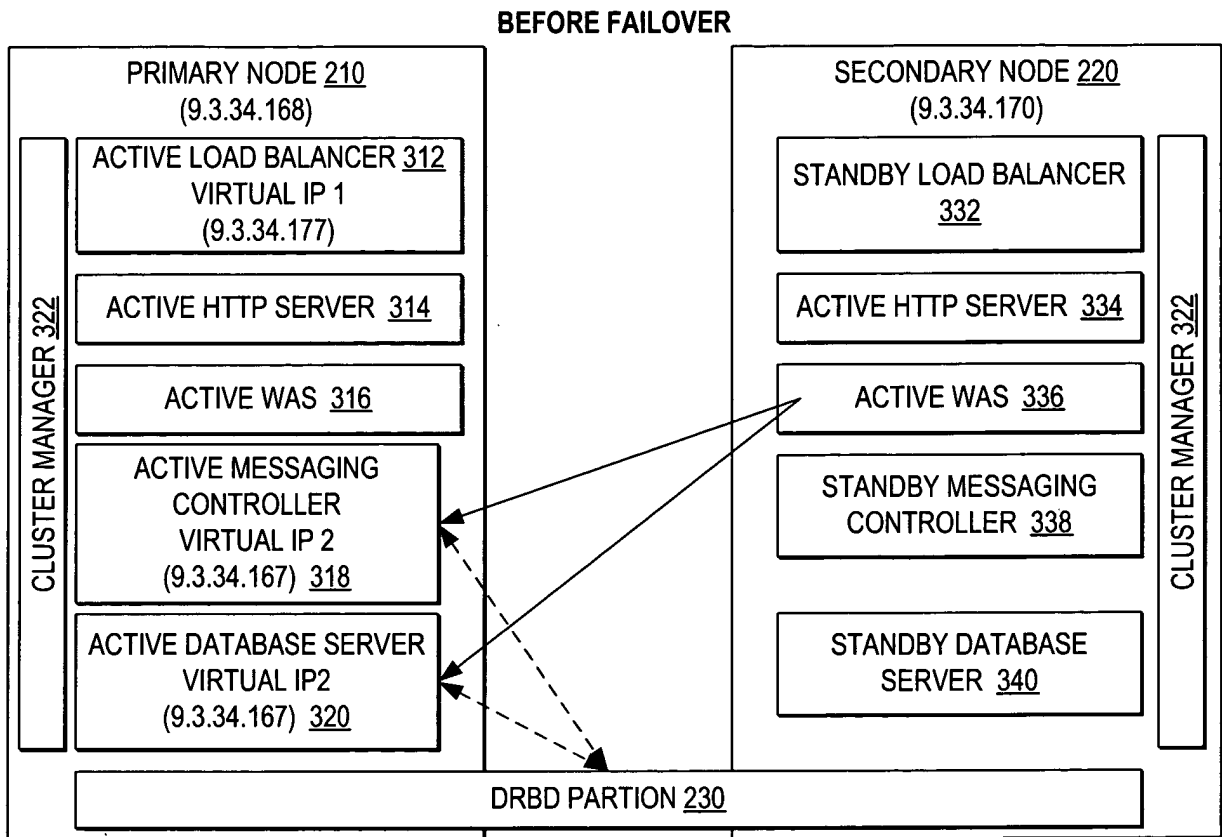 BEFORE FAILOVER
PRIMARY NODE 210
(9.3.34.168)
CLUSTER MANAGER 322
ACTIVE LOAD BALANCER 312
VIRTUAL IP 1
(9.3.34.177)
ACTIVE HTTP SERVER 314
ACTIVE WAS 316
ACTIVE MESSAGING
CONTROLLER
VIRTUAL IP 2
(9.3.34.167) 318
ACTIVE DATABASE SERVER
VIRTUAL IP2
(9.3.34.167) 320
SECONDARY NODE 220
(9.3.34.170)
STANDBY LOAD BALANCER
332
ACTIVE HTTP SERVER 334
ACTIVE WAS 336
STANDBY MESSAGING
CONTROLLER 338
STANDBY DATABASE
SERVER 340
CLUSTER MANAGER 322
DRBD PARTION 230